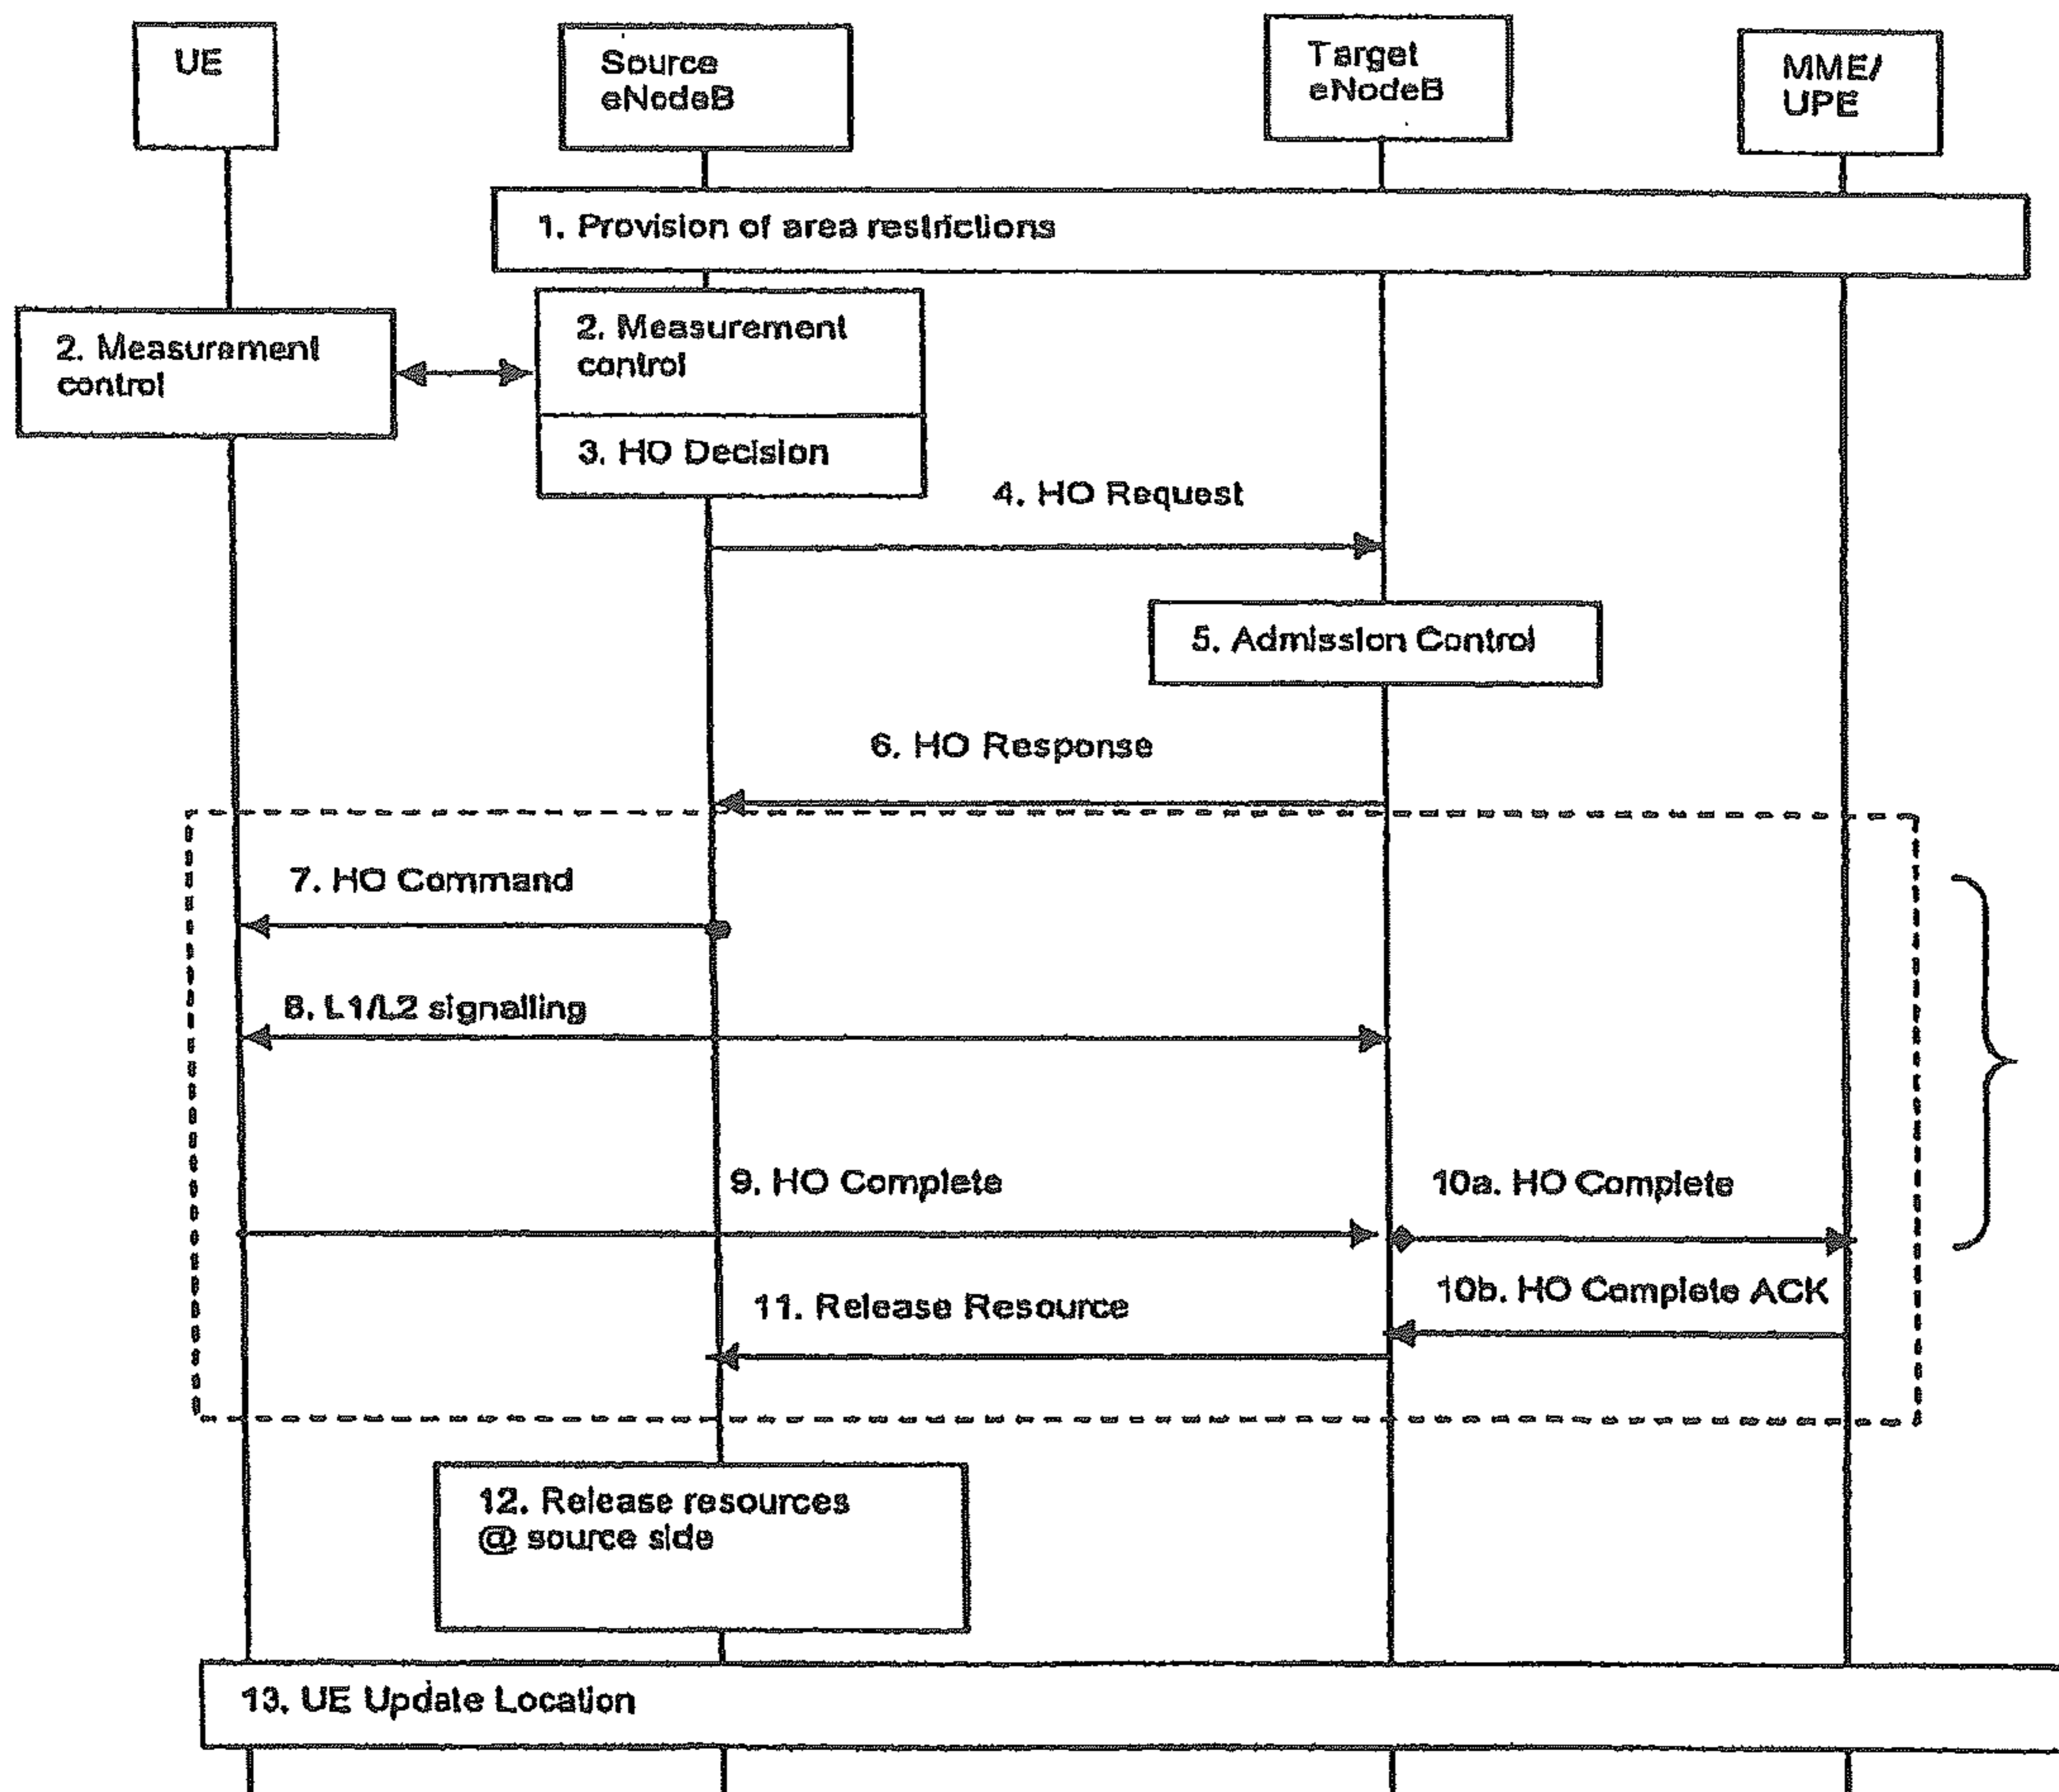 UE
Source
eNodeB
Target
eNodeB
MME/
UPE
1. Provision of area restrictions
2. Measurement
control
2. Measurement
control
3. HO Decision
4. HO Request
5. Admission Control
6. HO Response
7. HO Command
8. L1/L2 signalling
9. HO Complete
10a. HO Complete
10b. HO Complete ACK
11. Release Resource
12. Release resources
@ source side
13. UE Update Location